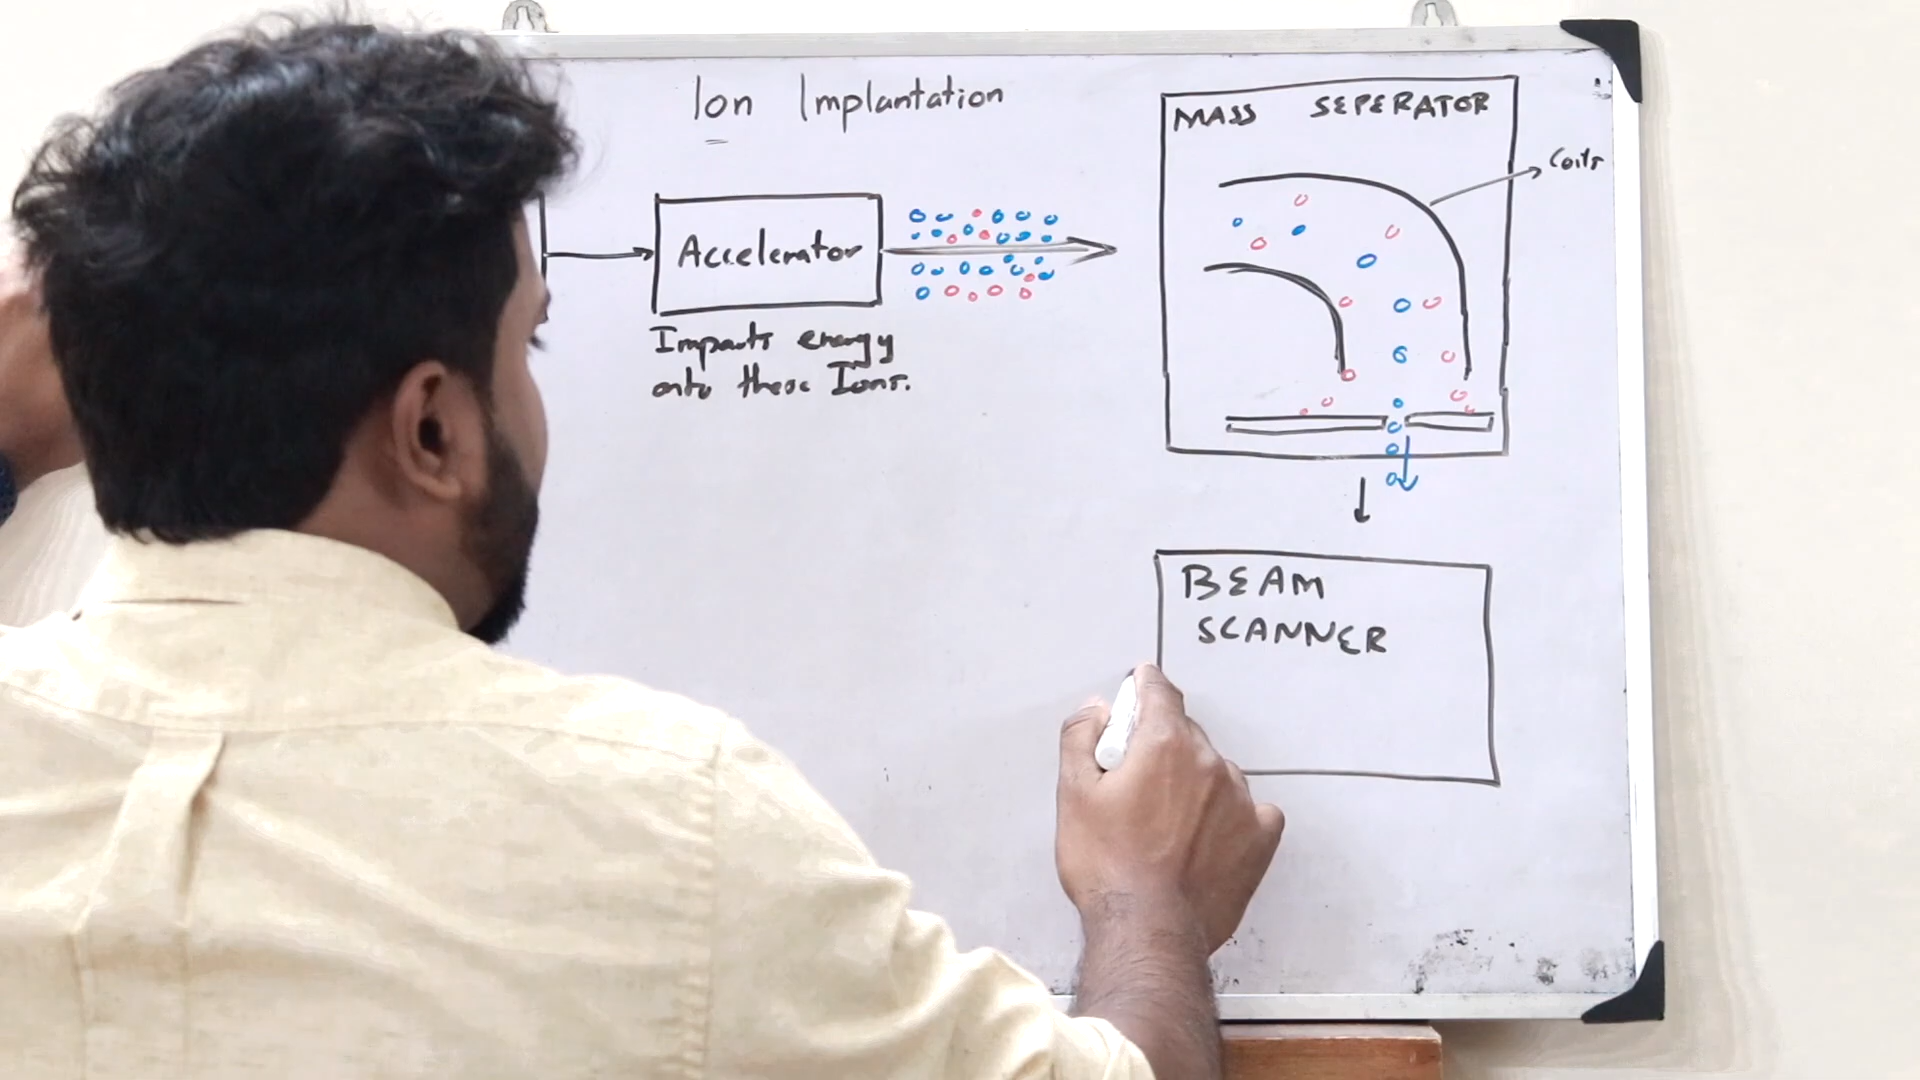 Ion Implantation
Accelerator
Imparts energy
onto these Ions.
MASS SEPERATOR
Coils
BEAM
SCANNER